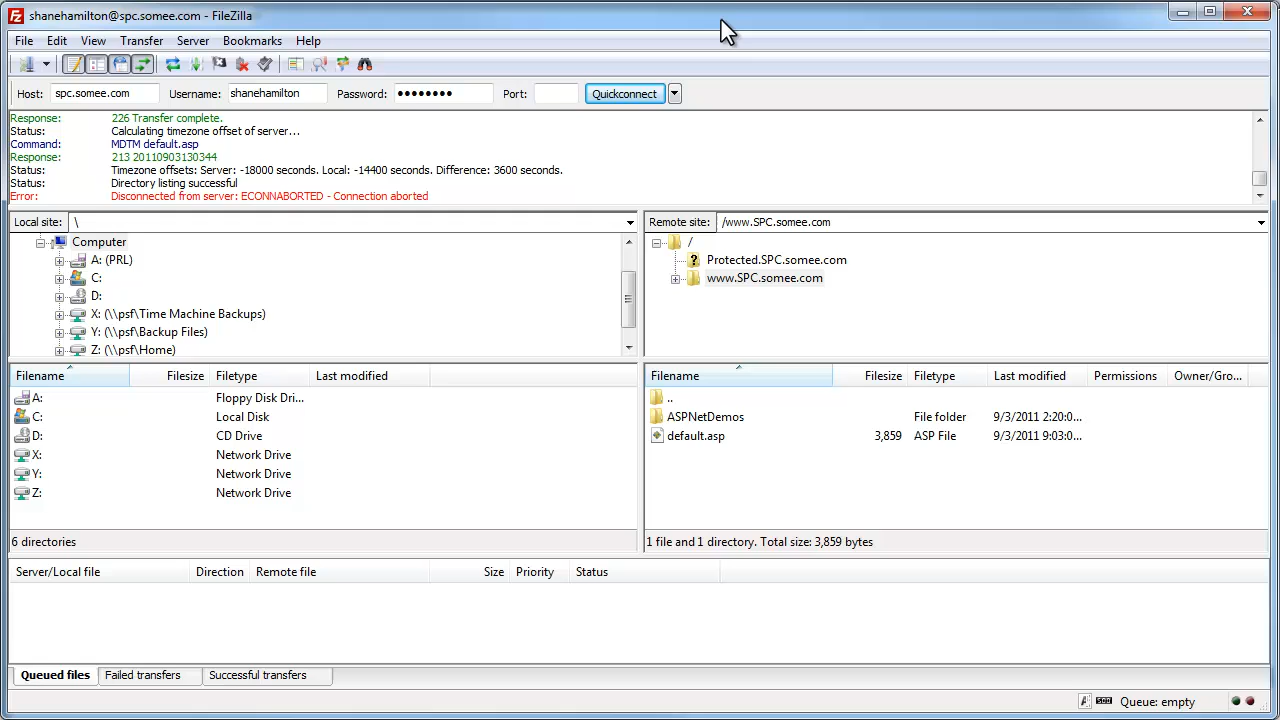 shanehamilton@spc.somee.com - FileZilla
File Edit View Transfer Server Bookmarks Help
Host: spc.somee.com Username: shanehamilton Password: ●●●●●●●● Port: Quickconnect
Response: 226 Transfer complete.
Status: Calculating timezone offset of server...
Command: MDTM default.asp
Response: 213 20110903130344
Status: Timezone offsets: Server: -18000 seconds. Local: -14400 seconds. Difference: 3600 seconds.
Status: Directory listing successful
Error: Disconnected from server: ECONNABORTED - Connection aborted
Local site: \
Remote site: /www.SPC.somee.com
Computer
A: (PRL)
C:
D:
X: (\\psf\Time Machine Backups)
Y: (\\psf\Backup Files)
Z: (\\psf\Home)
/
Protected.SPC.somee.com
www.SPC.somee.com
Filename Filesize Filetype Last modified
A: Floppy Disk Dri...
C: Local Disk
D: CD Drive
X: Network Drive
Y: Network Drive
Z: Network Drive
6 directories
Filename Filesize Filetype Last modified Permissions Owner/Gro...
..
ASPNetDemos File folder 9/3/2011 2:20:0...
default.asp 3,859 ASP File 9/3/2011 9:03:0...
1 file and 1 directory. Total size: 3,859 bytes
Server/Local file Direction Remote file Size Priority Status
Queued files Failed transfers Successful transfers
Queue: empty